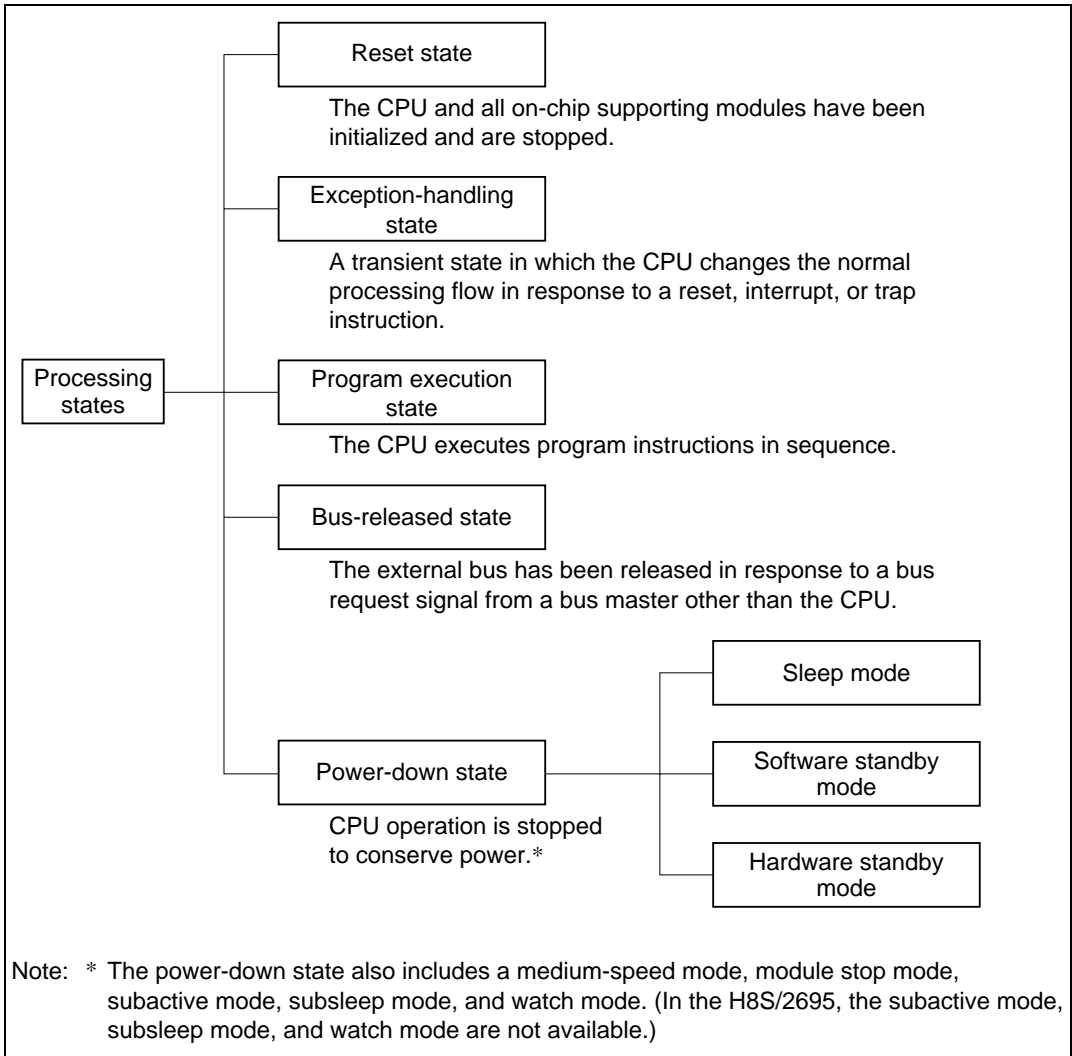 Reset state
The CPU and all on-chip supporting modules have been
initialized and are stopped.
Exception-handling
state
A transient state in which the CPU changes the normal
processing flow in response to a reset, interrupt, or trap
instruction.
Processing
states
Program execution
state
The CPU executes program instructions in sequence.
Bus-released state
The external bus has been released in response to a bus
request signal from a bus master other than the CPU.
Power-down state
CPU operation is stopped
to conserve power.*
Sleep mode
Software standby
mode
Hardware standby
mode
Note: * The power-down state also includes a medium-speed mode, module stop mode,
subactive mode, subsleep mode, and watch mode. (In the H8S/2695, the subactive mode,
subsleep mode, and watch mode are not available.)